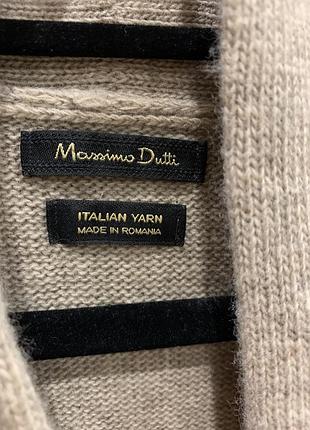 Massimo Dutti
ITALIAN YARN
MADE IN ROMANIA